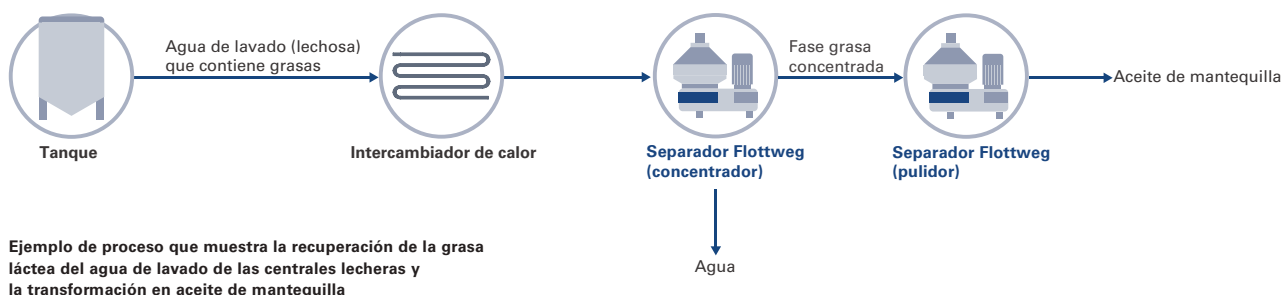 Agua de lavado (lechosa)
que contiene grasas
Fase grasa
concentrada
Aceite de mantequilla
Tanque
Intercambiador de calor
Separador Flottweg
(concentrador)
Separador Flottweg
(pulidor)
Agua
Ejemplo de proceso que muestra la recuperación de la grasa
láctea del agua de lavado de las centrales lecheras y
la transformación en aceite de mantequilla